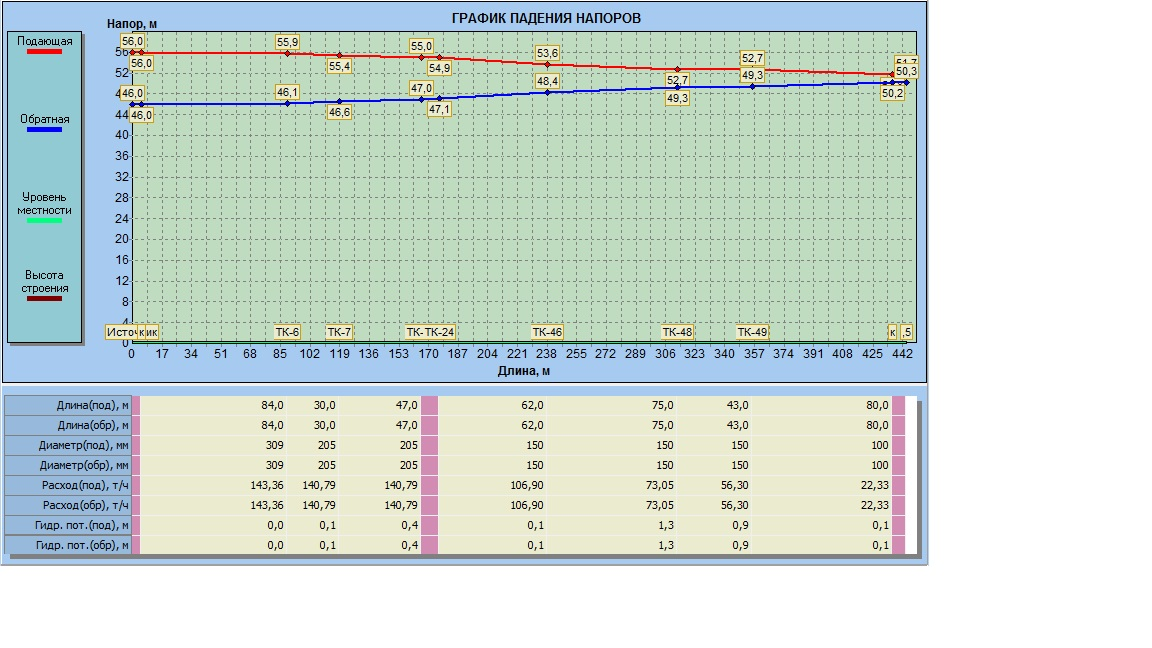 ГРАФИК ПАДЕНИЯ НАПОРОВ
Напор, м
Подающая
Обратная
Уровень
местности
Высота
строения
56,0 55,9 55,0 53,6 52,7
56
56,0 55,4 54,9 52,7 50,3
52
46,0 46,1 47,0 48,4 49,3
48
46,0 46,6 47,1 49,3 50,2
44
40
36
32
28
24
20
16
12
8
4
ТК-6 ТК-7 ТК-24 ТК-46 ТК-48 ТК-49 к ,5
0
0 17 34 51 68 85 102 119 136 153 170 187 204 221 238 255 272 289 306 323 340 357 374 391 408 425 442
Длина, м
Длина(под), м 84,0 30,0 47,0 62,0 75,0 43,0 80,0
Длина(обр), м 84,0 30,0 47,0 62,0 75,0 43,0 80,0
Диаметр(под), мм 309 205 205 150 150 150 100
Диаметр(обр), мм 309 205 205 150 150 150 100
Расход(под), т/ч 143,36 140,79 140,79 106,90 73,05 56,30 22,33
Расход(обр), т/ч 143,36 140,79 140,79 106,90 73,05 56,30 22,33
Гидр. пот.(под), м 0,0 0,1 0,4 0,1 1,3 0,9 0,1
Гидр. пот.(обр), м 0,0 0,1 0,4 0,1 1,3 0,9 0,1